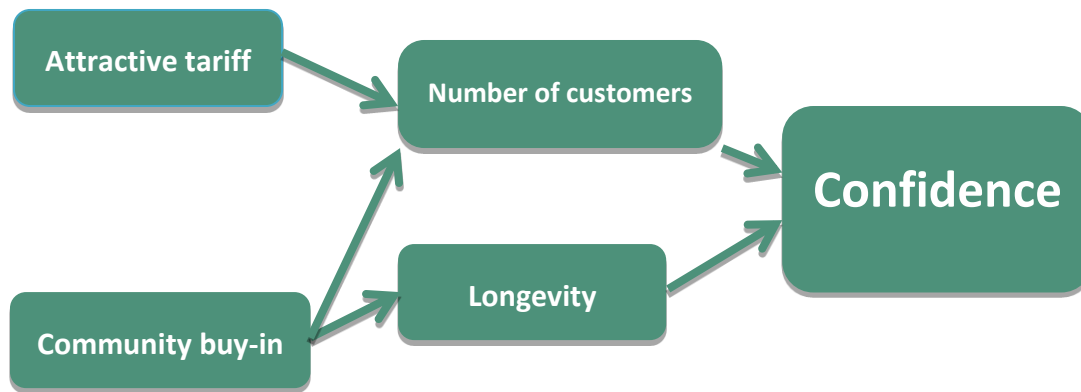 Attractive tariff
Number of customers
Confidence
Longevity
Community buy-in